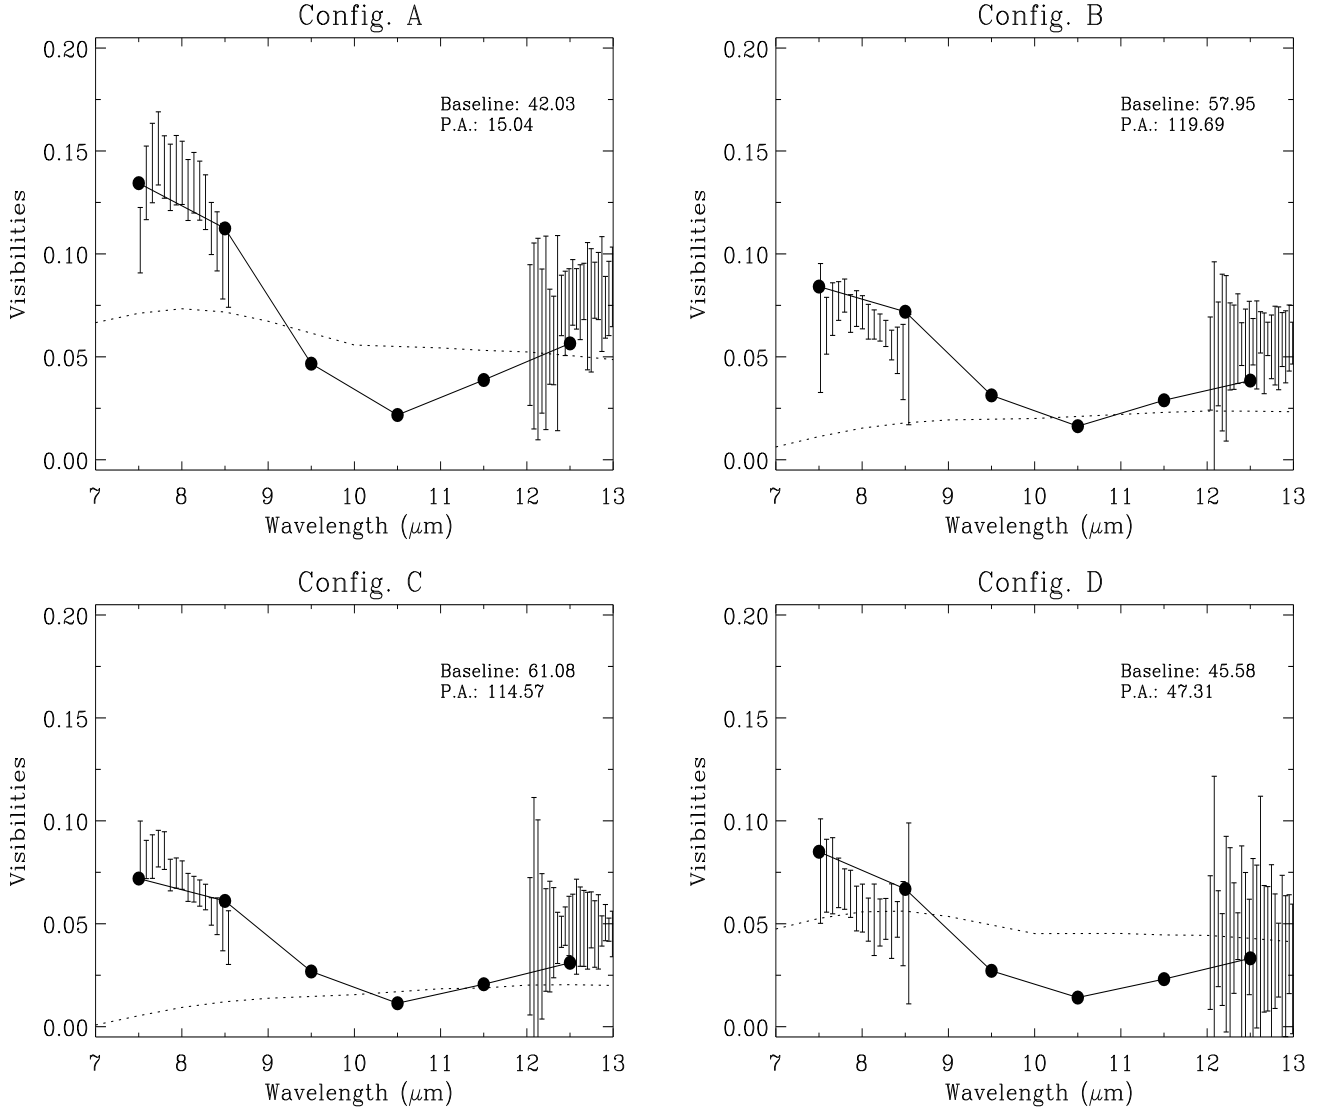 Config. A
0.20
0.15
0.10
0.05
0.00
Visibilities
Baseline: 42.03
P.A.: 15.04
7 8 9 10 11 12 13
Wavelength (μm)
Config. B
0.20
0.15
0.10
0.05
0.00
Visibilities
Baseline: 57.95
P.A.: 119.69
7 8 9 10 11 12 13
Wavelength (μm)
Config. C
0.20
0.15
0.10
0.05
0.00
Visibilities
Baseline: 61.08
P.A.: 114.57
7 8 9 10 11 12 13
Wavelength (μm)
Config. D
0.20
0.15
0.10
0.05
0.00
Visibilities
Baseline: 45.58
P.A.: 47.31
7 8 9 10 11 12 13
Wavelength (μm)